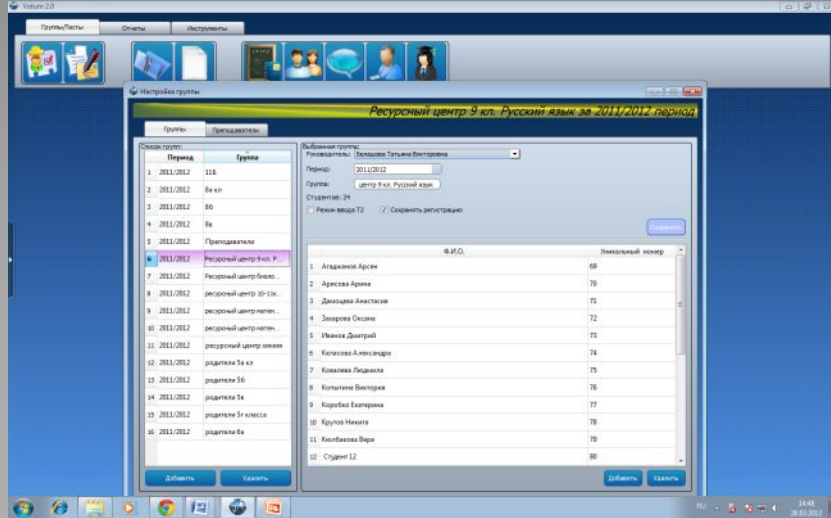 Votum 2.0
Группы/Тесты Отчеты Инструменты
Настройка группы
Ресурсный центр 9 кл. Русский язык за 2011/2012 период
Группы Преподаватели
Список групп:
Период Группа
1 2011/2012 11Б
2 2011/2012 8а кл
3 2011/2012 8б
4 2011/2012 8в
5 2011/2012 Преподаватели
6 2011/2012 Ресурсный центр 9 кл. Р...
7 2011/2012 Ресурсный центр биоло...
8 2011/2012 ресурсный центр 10-11к...
9 2011/2012 ресурсный центр матем...
10 2011/2012 ресурсный центр матем...
11 2011/2012 ресурсный центр химия
12 2011/2012 родители 5а кл
13 2011/2012 родители 5б
14 2011/2012 родители 5в
15 2011/2012 родители 5г класса
16 2011/2012 родители 8а
Добавить Удалить
Выбранная группа:
Руководитель: Татьяна Викторовна
Период: 2011/2012
Группа: центр 9 кл. Русский язык
Студентов: 24
Режим ввода Т2 Сохранять регистрацию
Сохранить
Ф.И.О. Уникальный номер
1 Агаджанов Арсен 69
2 Арисова Арина 70
3 Анастасия 71
4 Захарова Оксана 72
5 Иванов Дмитрий 73
6 Александра 74
7 Ковалева Людмила 75
8 Копытина Виктория 76
9 Коробко Екатерина 77
10 Крутов Никита 78
11 Кюлбакова Вера 79
12 Студент 12 80
Добавить Удалить
RU
14:48
28.03.2012